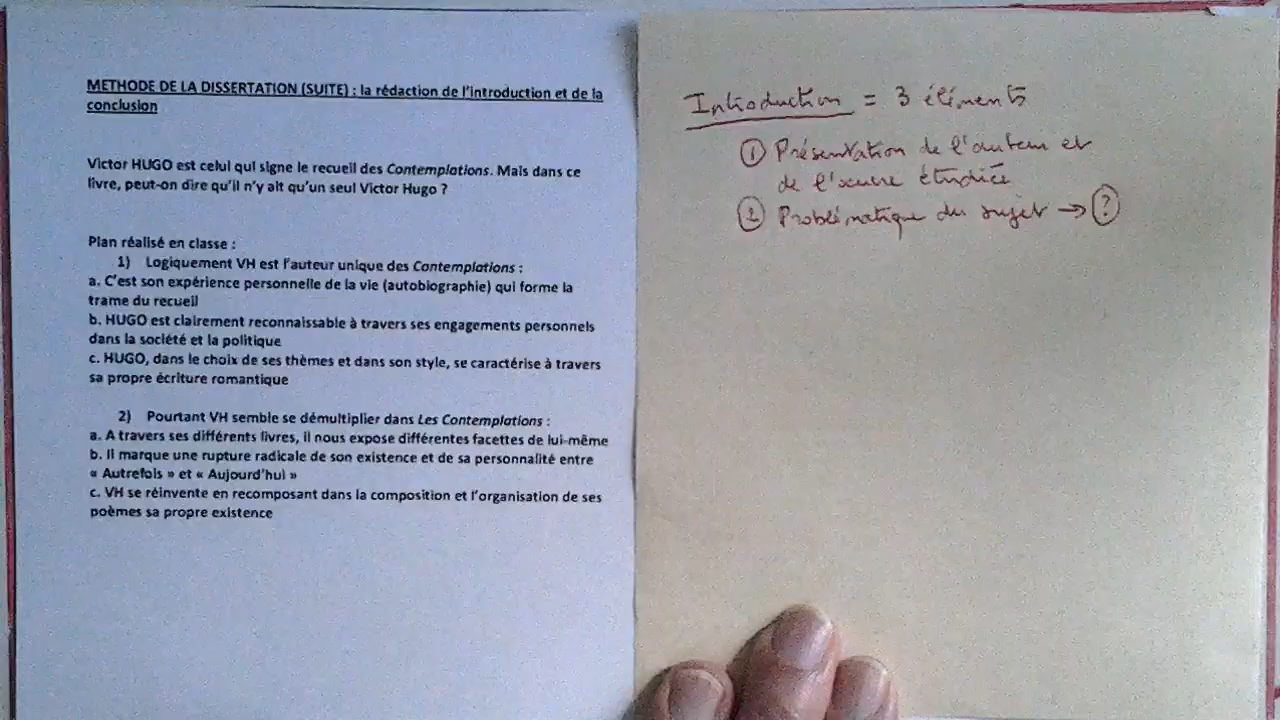 METHODE DE LA DISSERTATION (SUITE) : la rédaction de l'introduction et de la
conclusion
Victor HUGO est celui qui signe le recueil des Contemplations. Mais dans ce
livre, peut-on dire qu'il n'y ait qu'un seul Victor Hugo ?
Plan réalisé en classe :
1) Logiquement VH est l'auteur unique des Contemplations :
a. C'est son expérience personnelle de la vie (autobiographie) qui forme la
trame du recueil
b. HUGO est clairement reconnaissable à travers ses engagements personnels
dans la société et la politique
c. HUGO, dans le choix de ses thèmes et dans son style, se caractérise à travers
sa propre écriture romantique
2) Pourtant VH semble se démultiplier dans Les Contemplations :
a. A travers ses différents livres, il nous expose différentes facettes de lui-même
b. Il marque une rupture radicale de son existence et de sa personnalité entre
« Autrefois » et « Aujourd'hui »
c. VH se réinvente en recomposant dans la composition et l'organisation de ses
poèmes sa propre existence
Introduction = 3 éléments
① Présentation de l'auteur et
de l'œuvre étudiée
② Problématique du sujet → ?